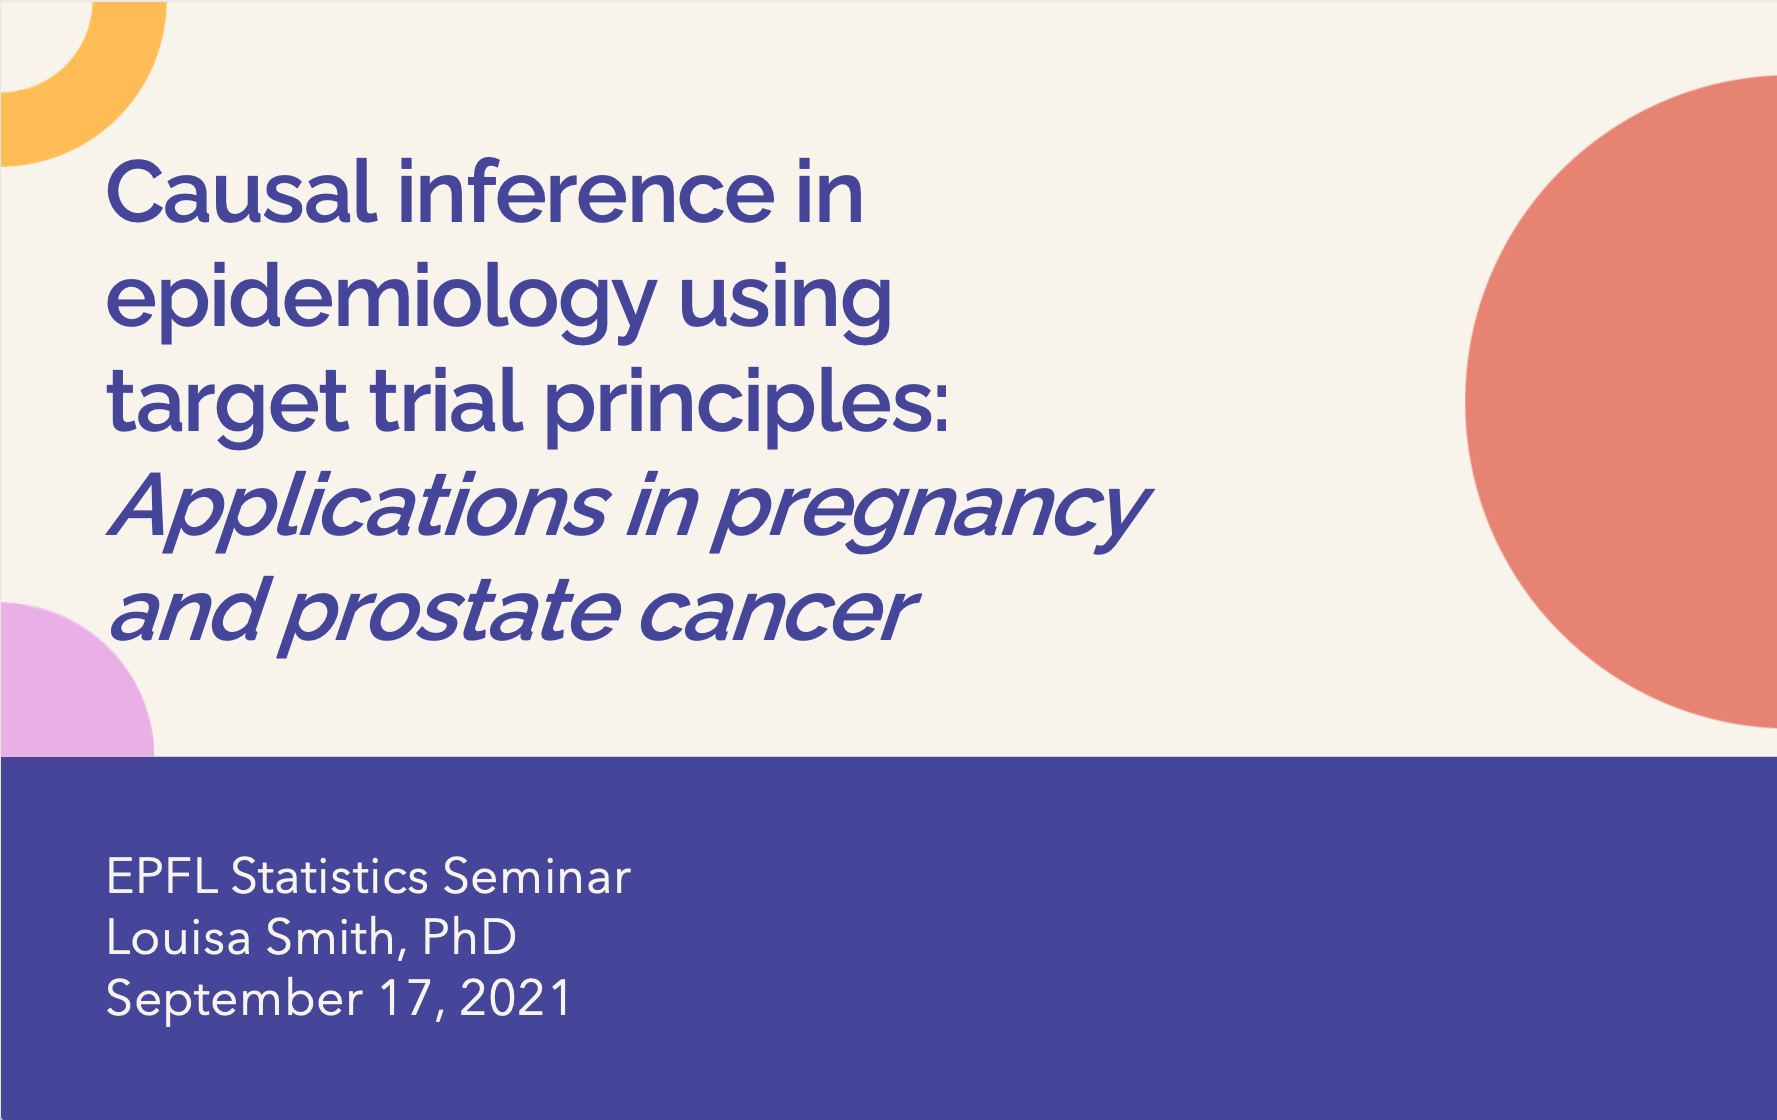 Causal inference in
epidemiology using
target trial principles:
Applications in pregnancy
and prostate cancer
EPFL Statistics Seminar
Louisa Smith, PhD
September 17, 2021